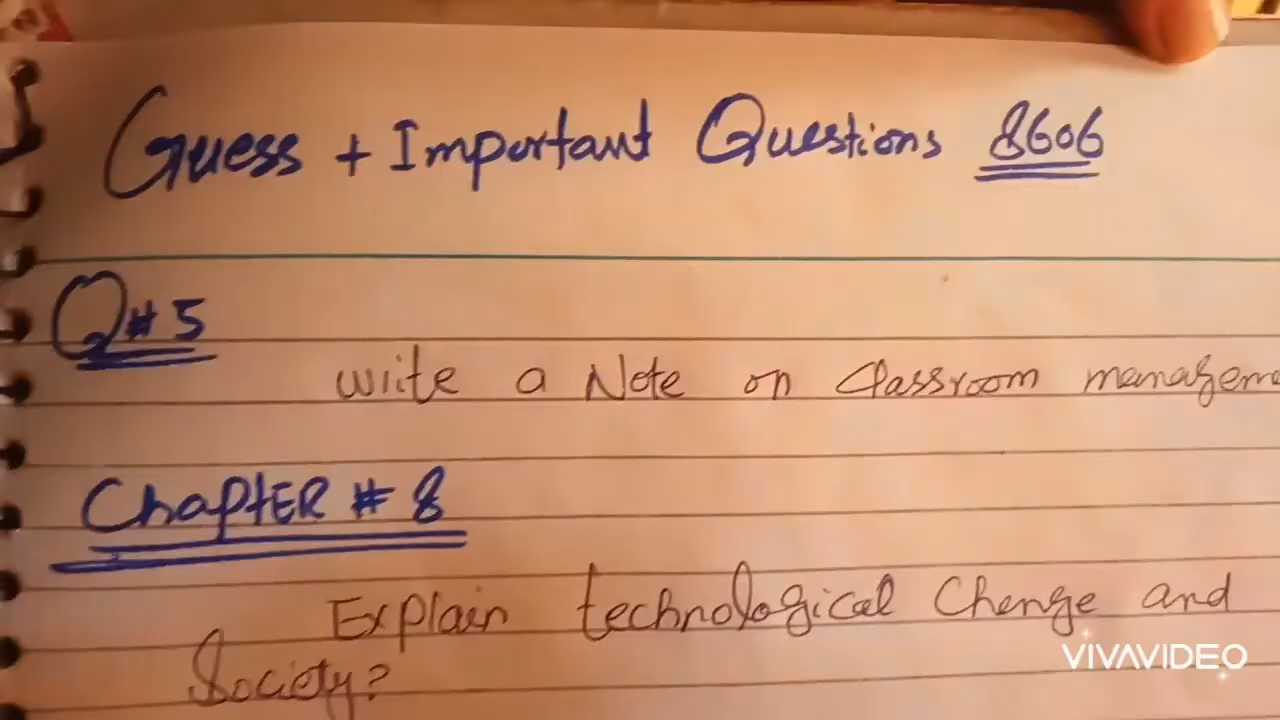 Guess + Important Questions 8606
Q#5
write a Note on Classroom managem
ChaptER # 8
Explain technological Chenge and
Society?
VIVAVIDEO